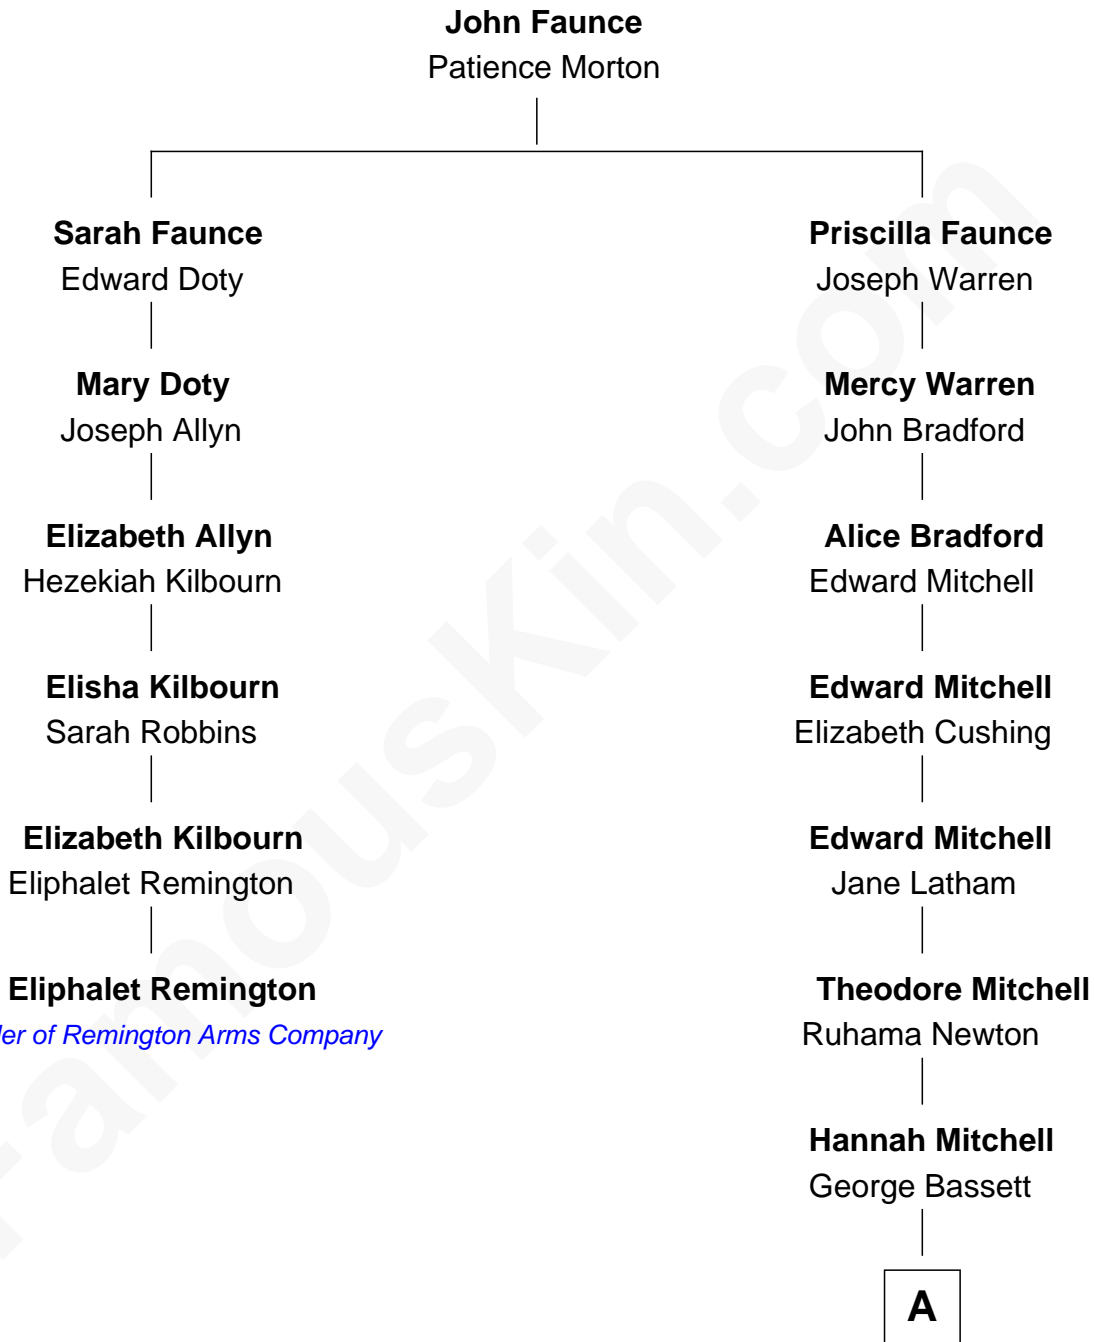 John Faunce
Patience Morton
Sarah Faunce
Edward Doty
Priscilla Faunce
Joseph Warren
Mary Doty
Joseph Allyn
Mercy Warren
John Bradford
Elizabeth Allyn
Hezekiah Kilbourn
Alice Bradford
Edward Mitchell
Elisha Kilbourn
Sarah Robbins
Edward Mitchell
Elizabeth Cushing
Elizabeth Kilbourn
Eliphalet Remington
Edward Mitchell
Jane Latham
Eliphalet Remington
of Remington Arms Company
Theodore Mitchell
Ruhama Newton
Hannah Mitchell
George Bassett
A
FamousKin.com